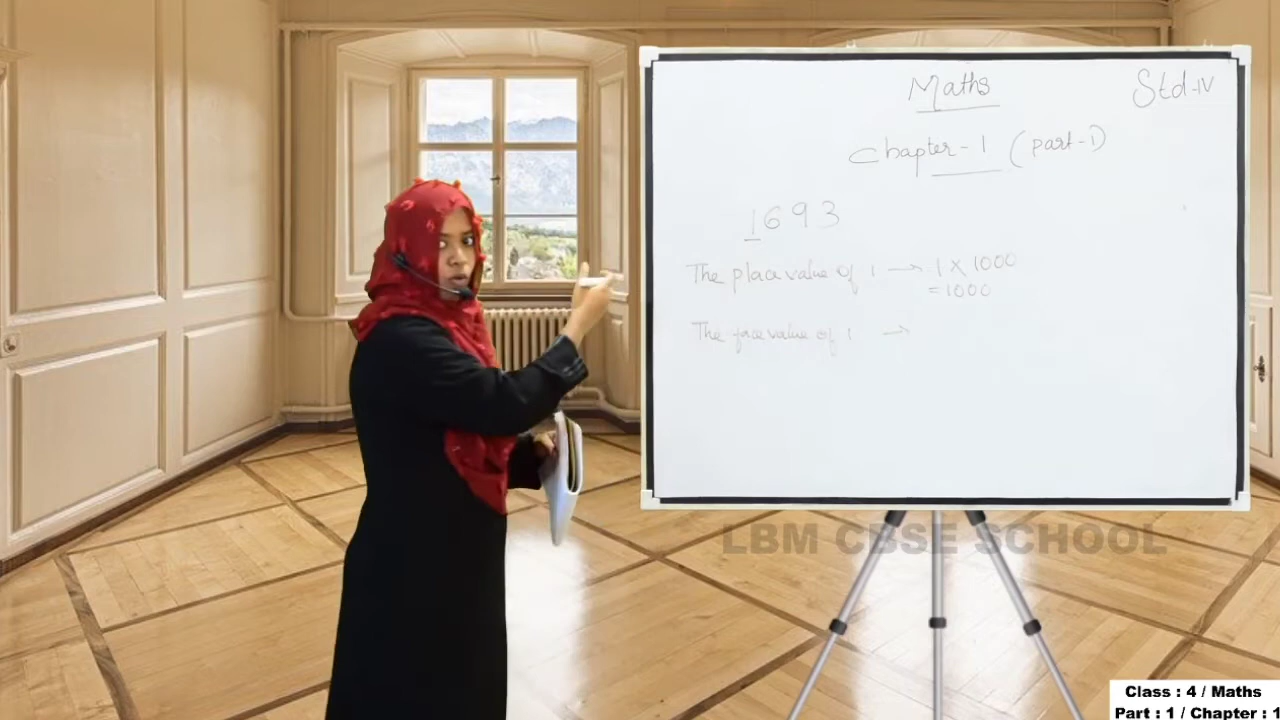 Maths
Std-IV
Chapter-1 (part-1)
1693
The place value of 1 → 1 X 1000
= 1000
The face value of 1 →
LBM CBSE SCHOOL
Class : 4 / Maths
Part : 1 / Chapter : 1